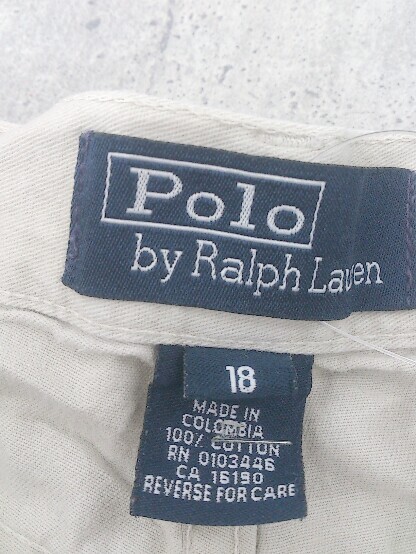 Polo
by Ralph Lauren
18
MADE IN
COLOMBIA
100% COTTON
RN 0103446
CA 16190
REVERSE FOR CARE